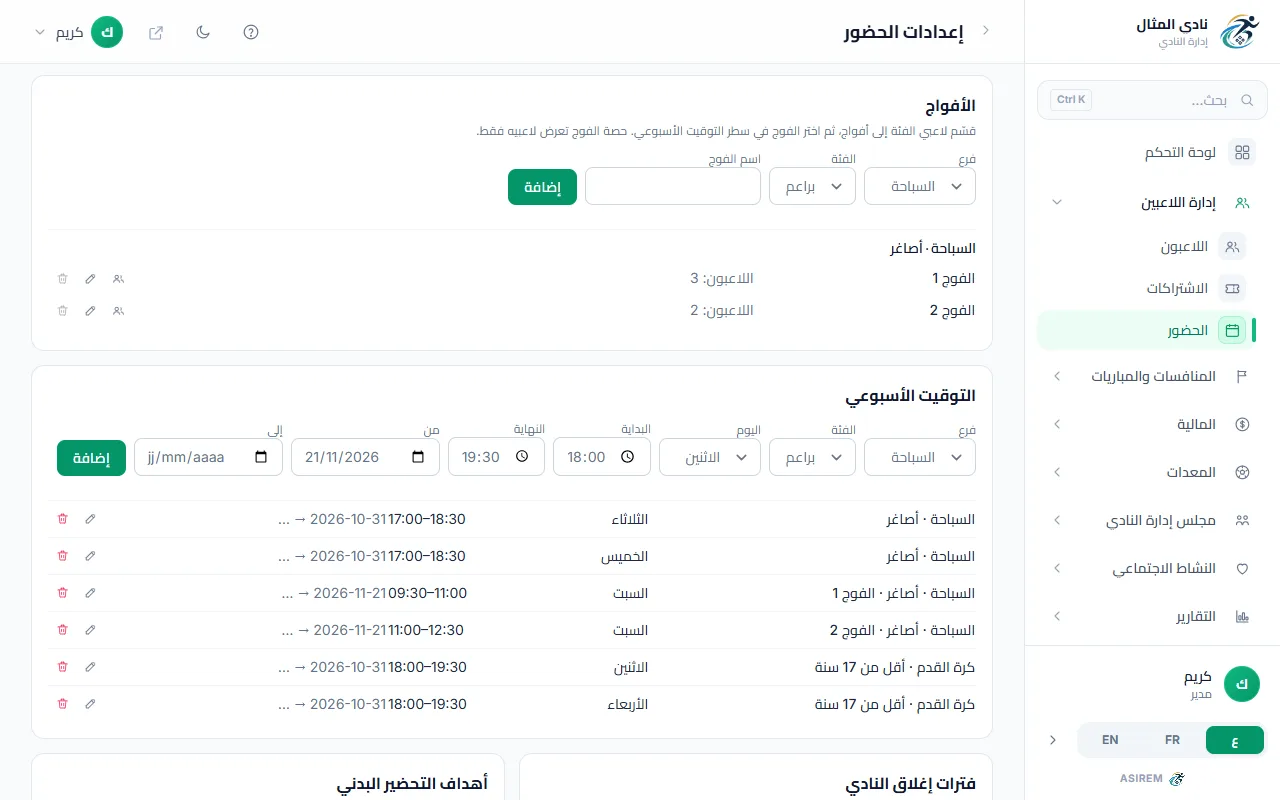 نادي المثال
إدارة النادي
بحث...
Ctrl K
لوحة التحكم
إدارة اللاعبين
اللاعبون
الاشتراكات
الحضور
المنافسات والمباريات
المالية
المعدات
مجلس إدارة النادي
النشاط الاجتماعي
التقارير
ك
كريم
مدير
ع
FR
EN
ASIREM
إعدادات الحضور
ك
كريم
الأفواج
قسّم لاعبي الفئة إلى أفواج، ثم اختر الفوج في سطر التوقيت الأسبوعي. حصة الفوج تعرض لاعبيه فقط.
فرع الفئة اسم الفوج
السباحة براعم إضافة
السباحة · أصاغر
الفوج 1 اللاعبون: 3
الفوج 2 اللاعبون: 2
التوقيت الأسبوعي
فرع الفئة اليوم البداية النهاية من إلى
السباحة براعم الاثنين 18:00 19:30 21/11/2026 jj/mm/aaaa إضافة
السباحة · أصاغر الثلاثاء 17:00–18:30 2026-10-31 → ...
السباحة · أصاغر الخميس 17:00–18:30 2026-10-31 → ...
السباحة · أصاغر · الفوج 1 السبت 09:30–11:00 2026-11-21 → ...
السباحة · أصاغر · الفوج 2 السبت 11:00–12:30 2026-11-21 → ...
كرة القدم · أقل من 17 سنة الاثنين 18:00–19:30 2026-10-31 → ...
كرة القدم · أقل من 17 سنة الأربعاء 18:00–19:30 2026-10-31 → ...
فترات إغلاق النادي
أهداف التحضير البدني